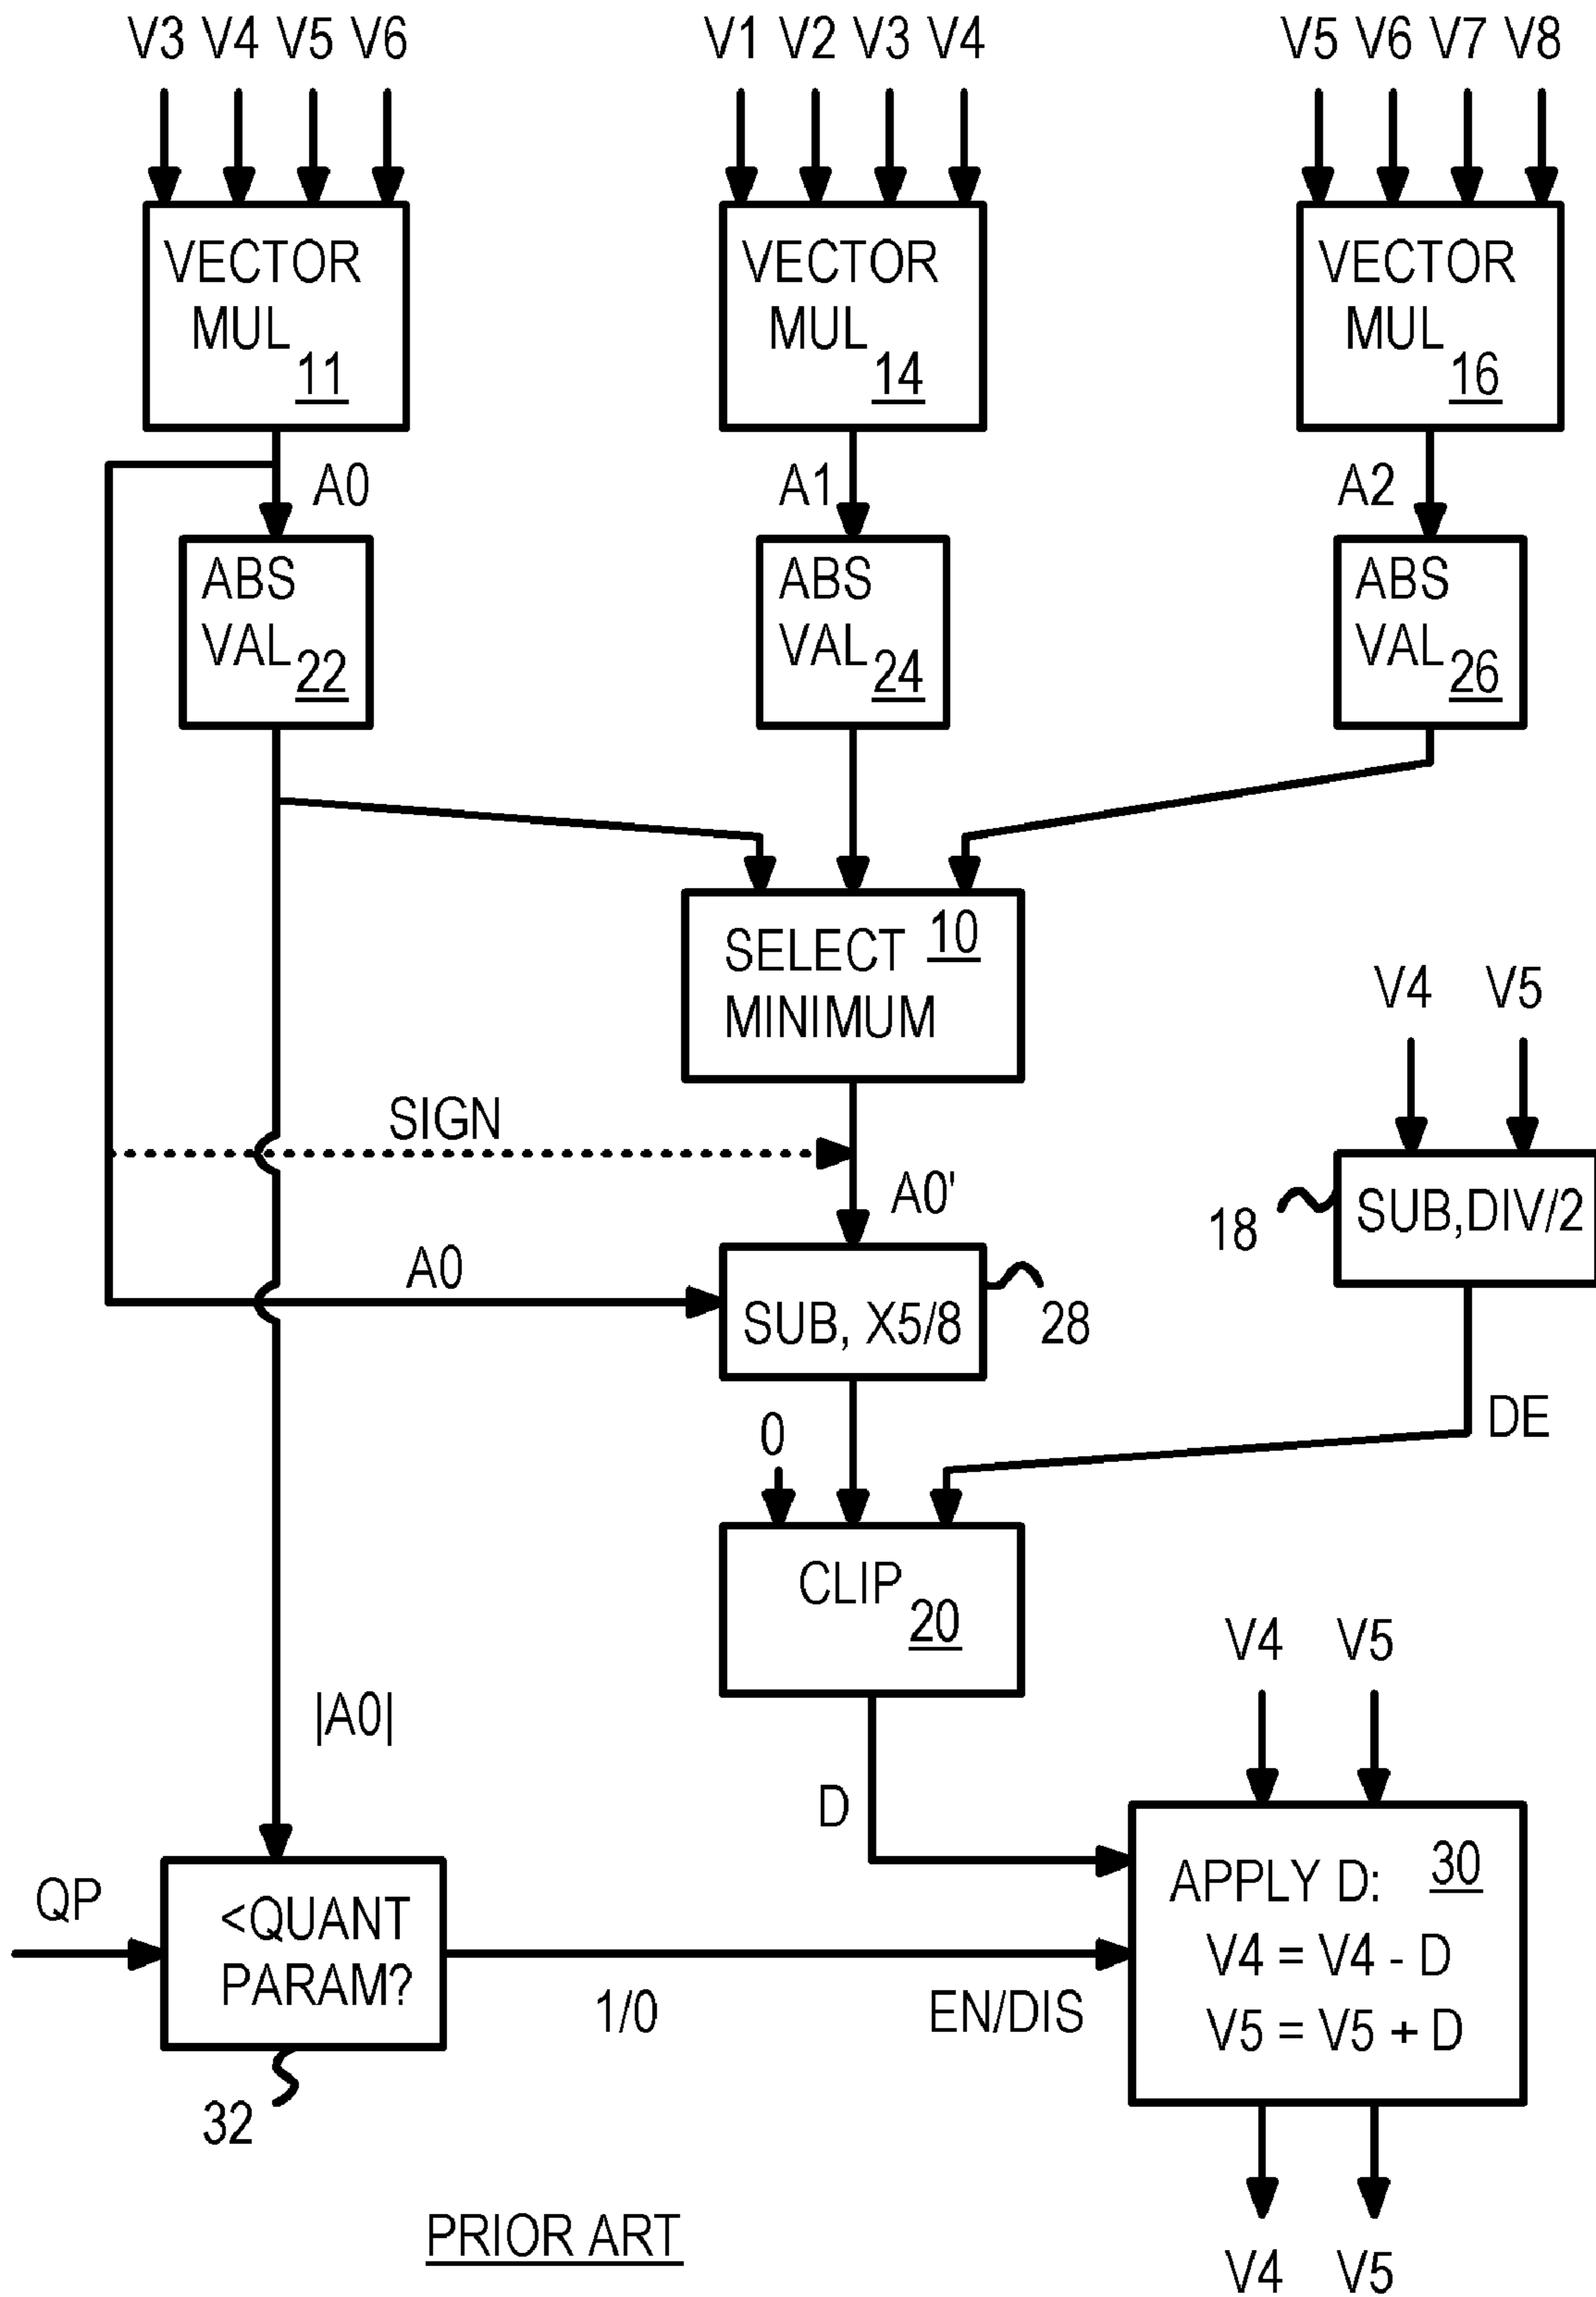 V3 V4 V5 V6
V1 V2 V3 V4
V5 V6 V7 V8
VECTOR
MUL 11
VECTOR
MUL 14
VECTOR
MUL 16
A0
A1
A2
ABS
VAL 22
ABS
VAL 24
ABS
VAL 26
SELECT 10
MINIMUM
V4 V5
SIGN
A0'
18
SUB,DIV/2
A0
SUB, X5/8
28
0
DE
CLIP 20
V4 V5
|A0|
D
APPLY D: 30
V4 = V4 - D
V5 = V5 + D
QP
<QUANT
PARAM?
1/0
EN/DIS
32
PRIOR ART
V4 V5